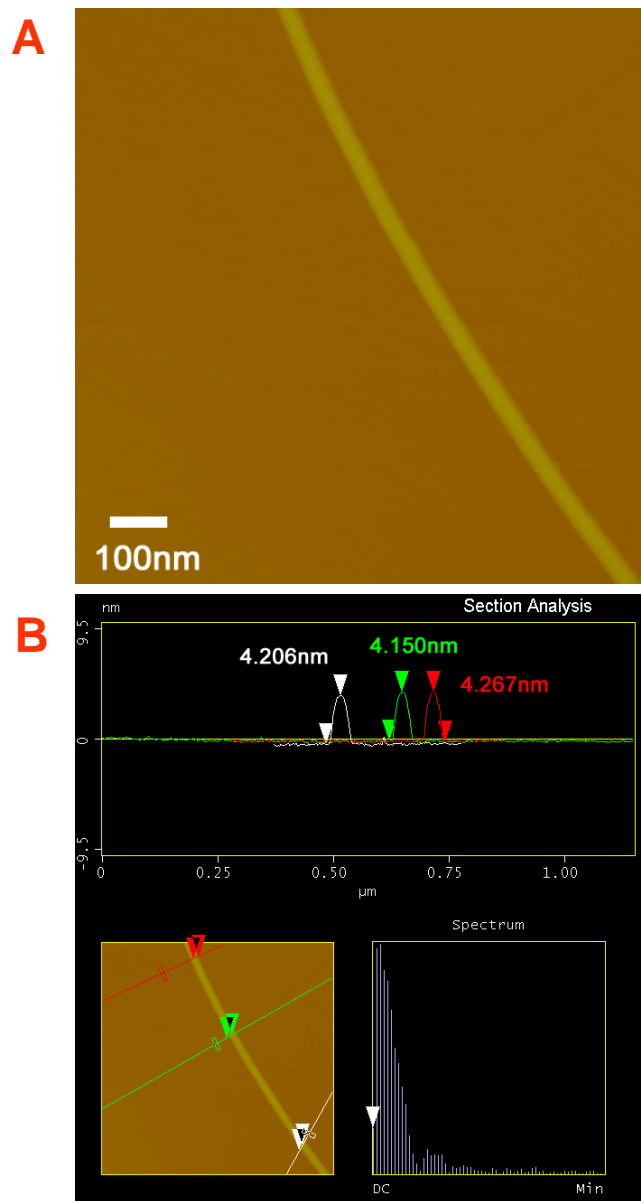 A
100nm
B
nm
Section Analysis
9.5
4.206nm
4.150nm
4.267nm
0
-9.5
0
0.25
0.50
0.75
1.00
µm
Spectrum
DC
Min